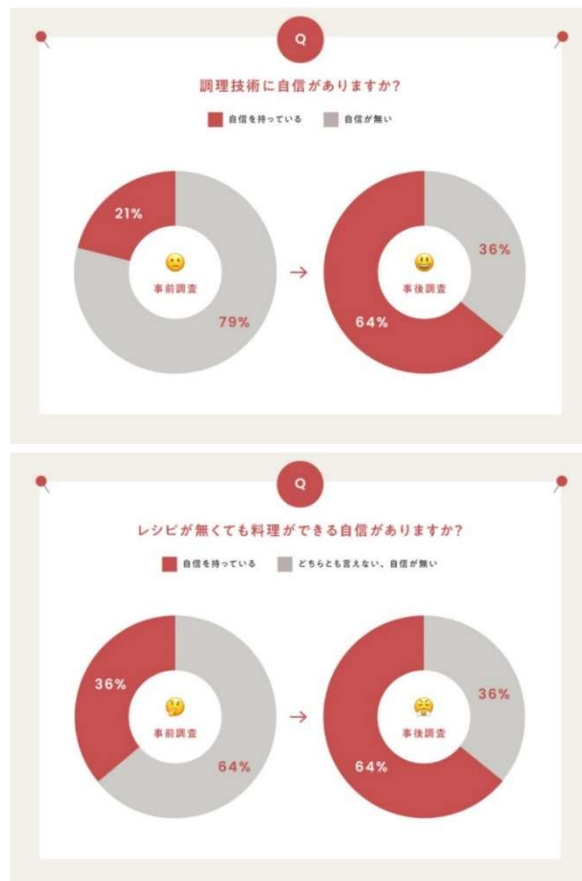 Q
調理技術に自信がありますか?
自信を持っている 自信が無い
21%
79%
事前調査
→
36%
64%
事後調査
Q
レシピが無くても料理ができる自信がありますか?
自信を持っている どちらとも言えない、自信が無い
36%
64%
事前調査
→
36%
64%
事後調査